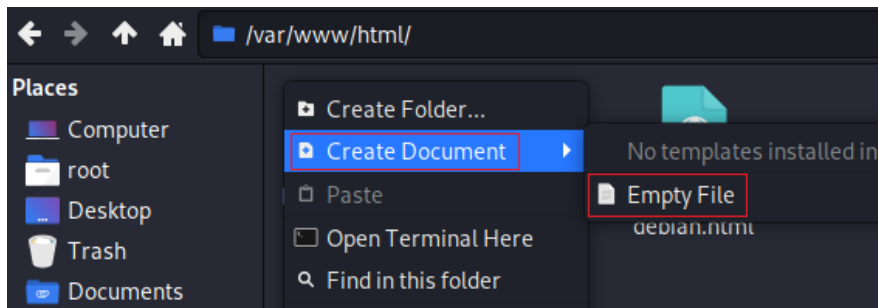 /var/www/html/
Places
Computer
root
Desktop
Trash
Documents
Create Folder...
Create Document
Paste
Open Terminal Here
Find in this folder
No templates installed in
Empty File
debian.html